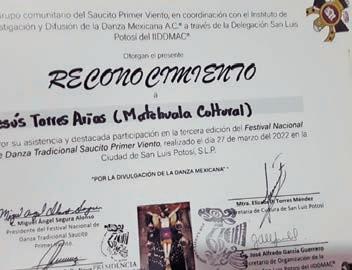 Grupo comunitario del Saucito Primer Viento, en coordinación con el Instituto de
stigación y Difusión de la Danza Mexicana A.C.® a través de la Delegación San Luis
Potosí del IIDDMAC®
Otorgan el presente
RECONOCIMIENTO
A
esús Torres Arias (Matehuala Cultural)
Por su asistencia y destacada participación en la tercera edición del Festival Nacional
de Danza Tradicional Saucito Primer Viento, realizado el día 27 de marzo del 2022 en la
Ciudad de San Luis Potosí, S.L.P.
"POR LA DIVULGACIÓN DE LA DANZA MEXICANA"
C. Miguel Ángel Segura Alonso
Presidente del Festival Nacional de
Danza Tradicional Saucito
Primer Viento
Mtra. Elizabeth Torres Méndez
Secretaria de Cultura de San Luis Potosí
José Alfredo García Guerrero
Secretario de Organización de la
PRESIDENCIA